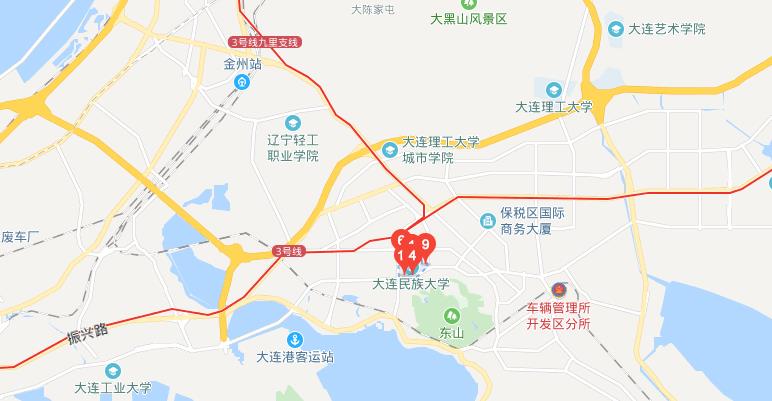 大陈家屯
大黑山风景区
大连艺术学院
3号线九里支线
金州站
大连理工大学
辽宁轻工
职业学院
大连理工大学
城市学院
保税区国际
商务大厦
废车厂
3号线
6
9
1
4
大连民族大学
车辆管理所
开发区分所
东山
振兴路
大连港客运站
大连工业大学